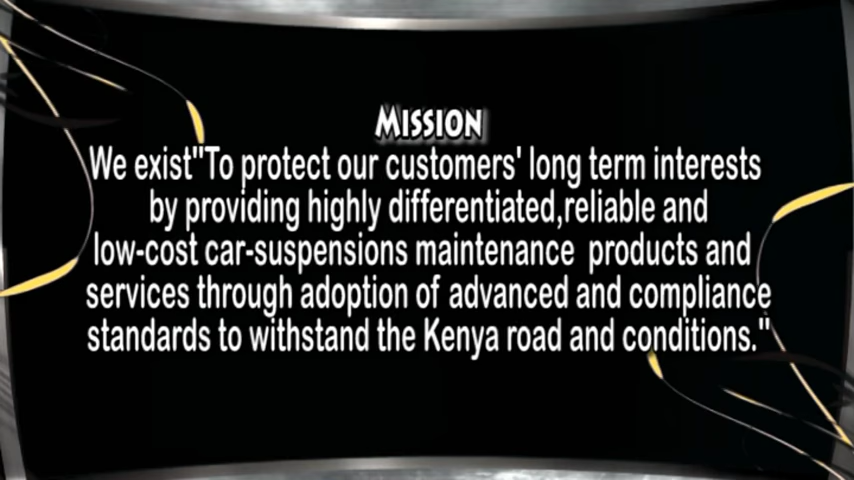 Mission
We exist"To protect our customers' long term interests
by providing highly differentiated,reliable and
low-cost car-suspensions maintenance products and
services through adoption of advanced and compliance
standards to withstand the Kenya road and conditions."